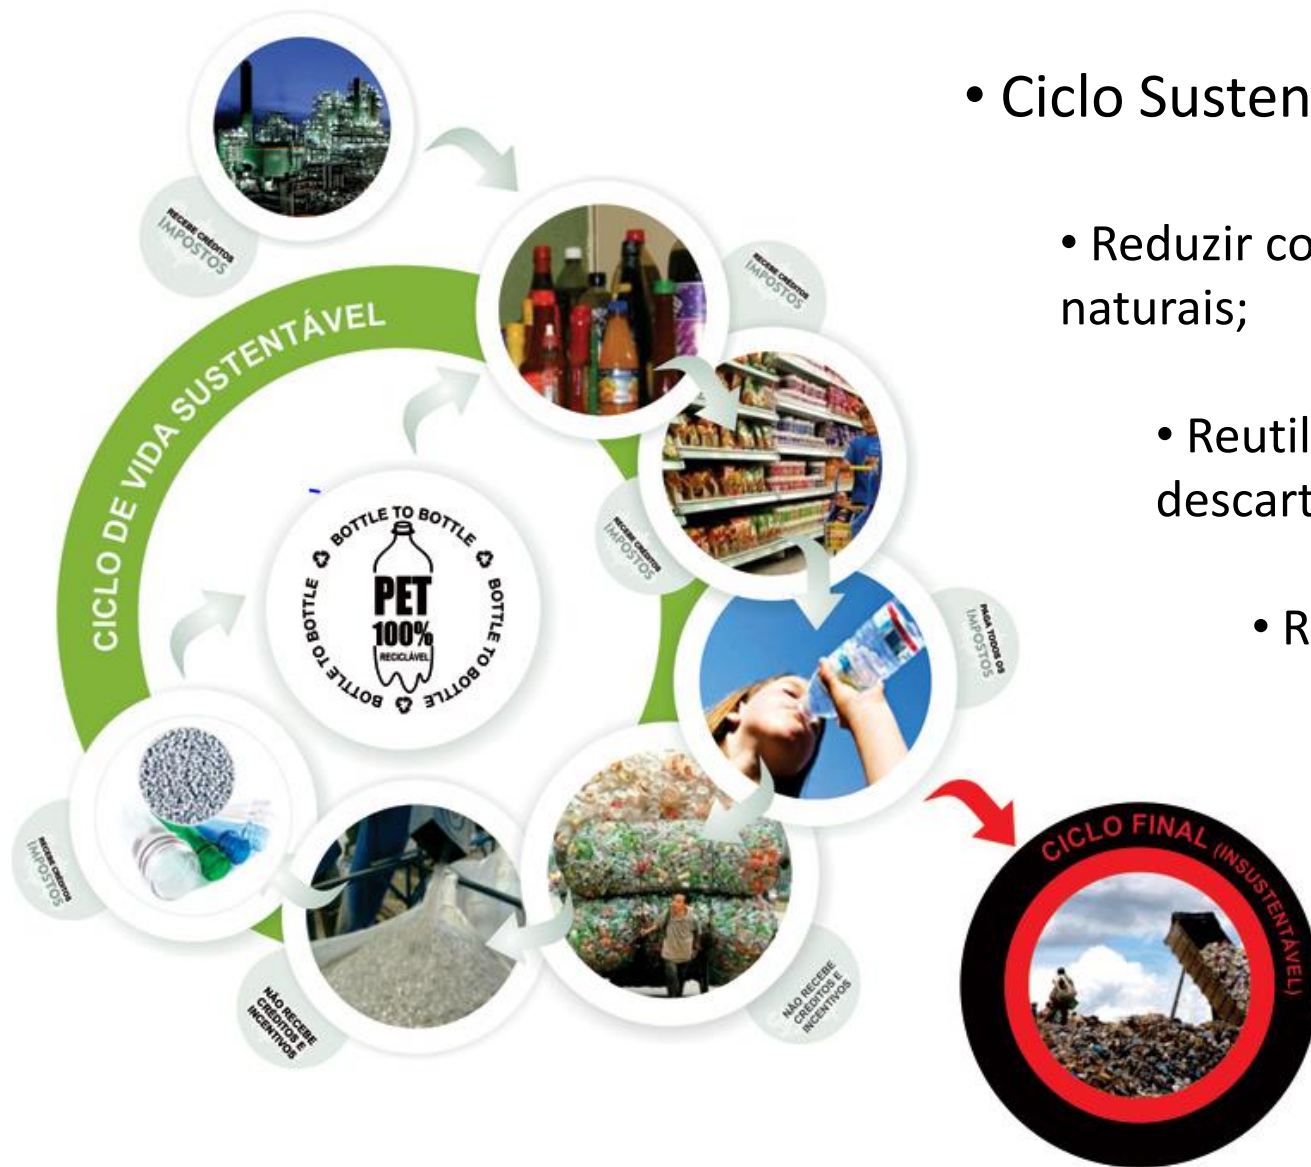 • Ciclo Susten
• Reduzir co
naturais;
• Reutil
descart
• R
RECEBE CRÉDITOS
IMPOSTOS
RECEBE CRÉDITOS
IMPOSTOS
CICLO DE VIDA SUSTENTÁVEL
RECEBE CRÉDITOS
IMPOSTOS
BOTTLE TO BOTTLE
BOTTLE TO BOTTLE
BOTTLE TO BOTTLE
BOTTLE TO BOTTLE
PET
100%
RECICLÁVEL
PAGA TODOS OS
IMPOSTOS
RECEBE CRÉDITOS
IMPOSTOS
NÃO RECEBE
CRÉDITOS E
INCENTIVOS
NÃO RECEBE
CRÉDITOS E
INCENTIVOS
CICLO FINAL (INSUSTENTÁVEL)